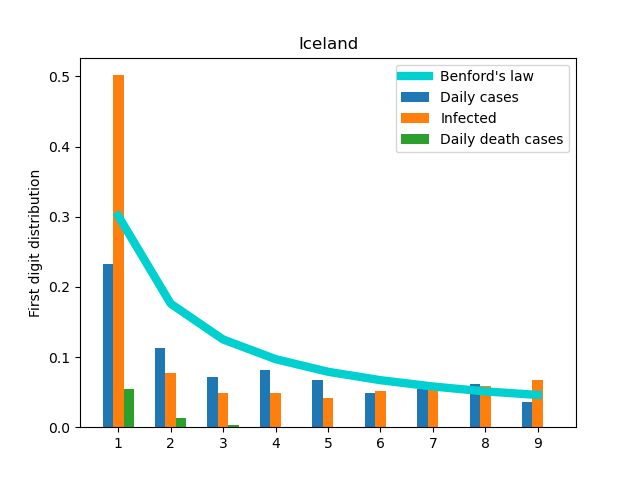 Iceland
Benford's law
Daily cases
Infected
Daily death cases
First digit distribution
0.5
0.4
0.3
0.2
0.1
0.0
1 2 3 4 5 6 7 8 9